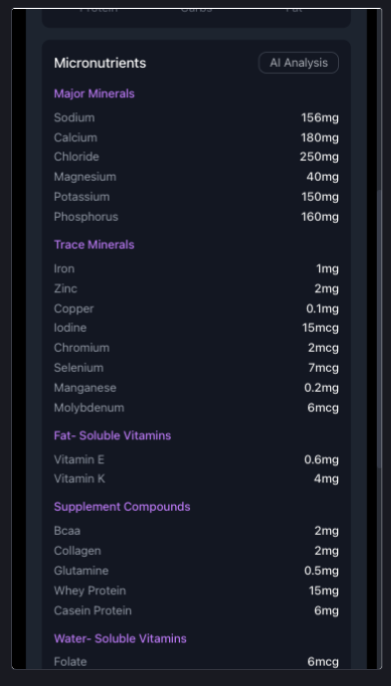 Protein Carbs Fat
Micronutrients AI Analysis
Major Minerals
Sodium 156mg
Calcium 180mg
Chloride 250mg
Magnesium 40mg
Potassium 150mg
Phosphorus 160mg
Trace Minerals
Iron 1mg
Zinc 2mg
Copper 0.1mg
Iodine 15mcg
Chromium 2mcg
Selenium 7mcg
Manganese 0.2mg
Molybdenum 6mcg
Fat- Soluble Vitamins
Vitamin E 0.6mg
Vitamin K 4mg
Supplement Compounds
Bcaa 2mg
Collagen 2mg
Glutamine 0.5mg
Whey Protein 15mg
Casein Protein 6mg
Water- Soluble Vitamins
Folate 6mcg